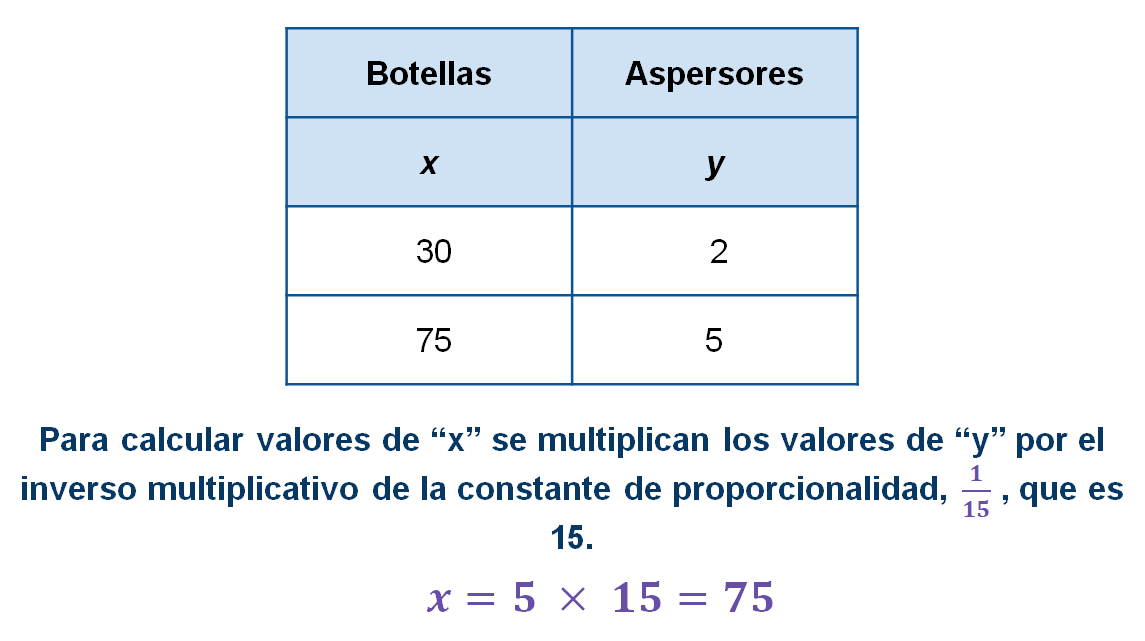 Botellas Aspersores
x y
30 2
75 5
Para calcular valores de “x” se multiplican los valores de “y” por el
inverso multiplicativo de la constante de proporcionalidad, 1/15 , que es
15.
x = 5 × 15 = 75